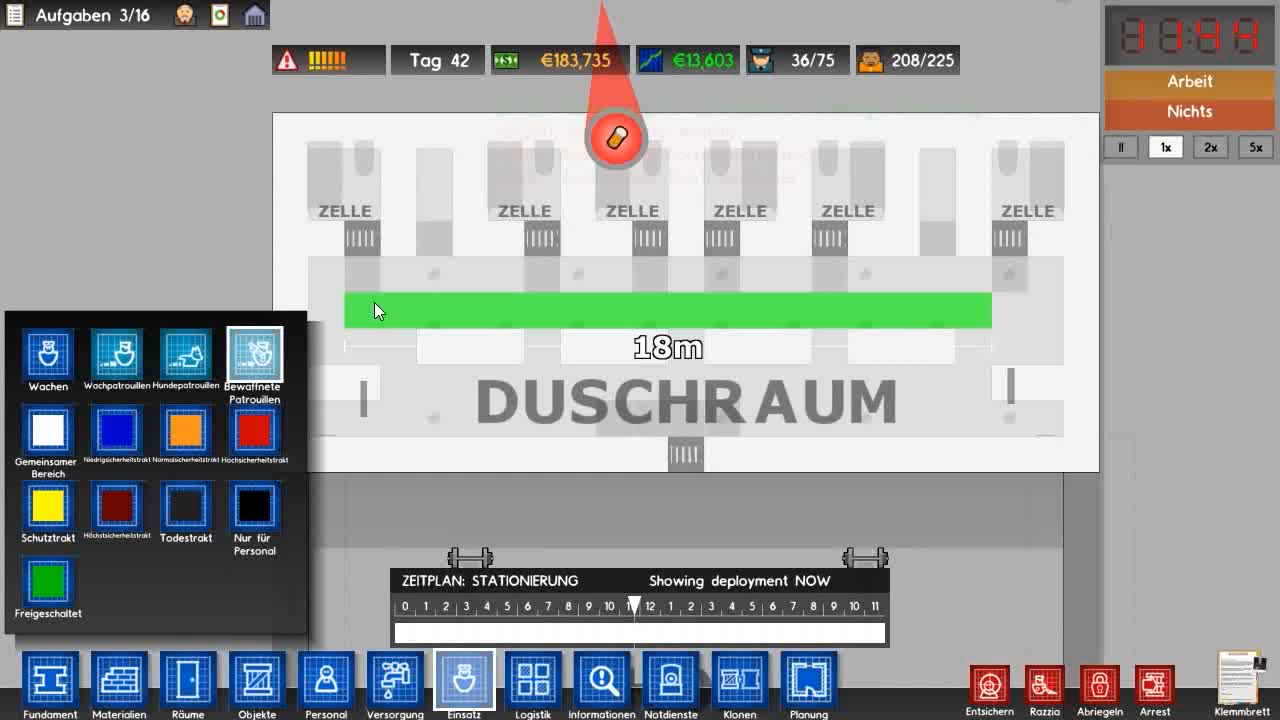 Aufgaben 3/16
Tag 42
€183,735
€13,603
36/75
208/225
11:44
Arbeit
Nichts
II
1x
2x
5x
ZELLE ZELLE ZELLE ZELLE ZELLE ZELLE
18m
DUSCHRAUM
Wachen
Wachpatrouillen
Hundepatrouillen
Bewaffnete
Patrouillen
Gemeinsamer
Bereich
Niedrigsicherheitstrakt
Normalsicherheitstrakt
Hochsicherheitstrakt
Schutztrakt
Höchstsicherheitstrakt
Todestrakt
Nur für
Personal
Freigeschaltet
ZEITPLAN: STATIONIERUNG
Showing deployment NOW
0 1 2 3 4 5 6 7 8 9 10 12 1 2 3 4 5 6 7 8 9 10 11
Fundament
Materialien
Räume
Objekte
Personal
Versorgung
Einsatz
Logistik
Informationen
Notdienste
Klonen
Planung
Entsichern
Razzia
Abriegeln
Arrest
Klemmbrett